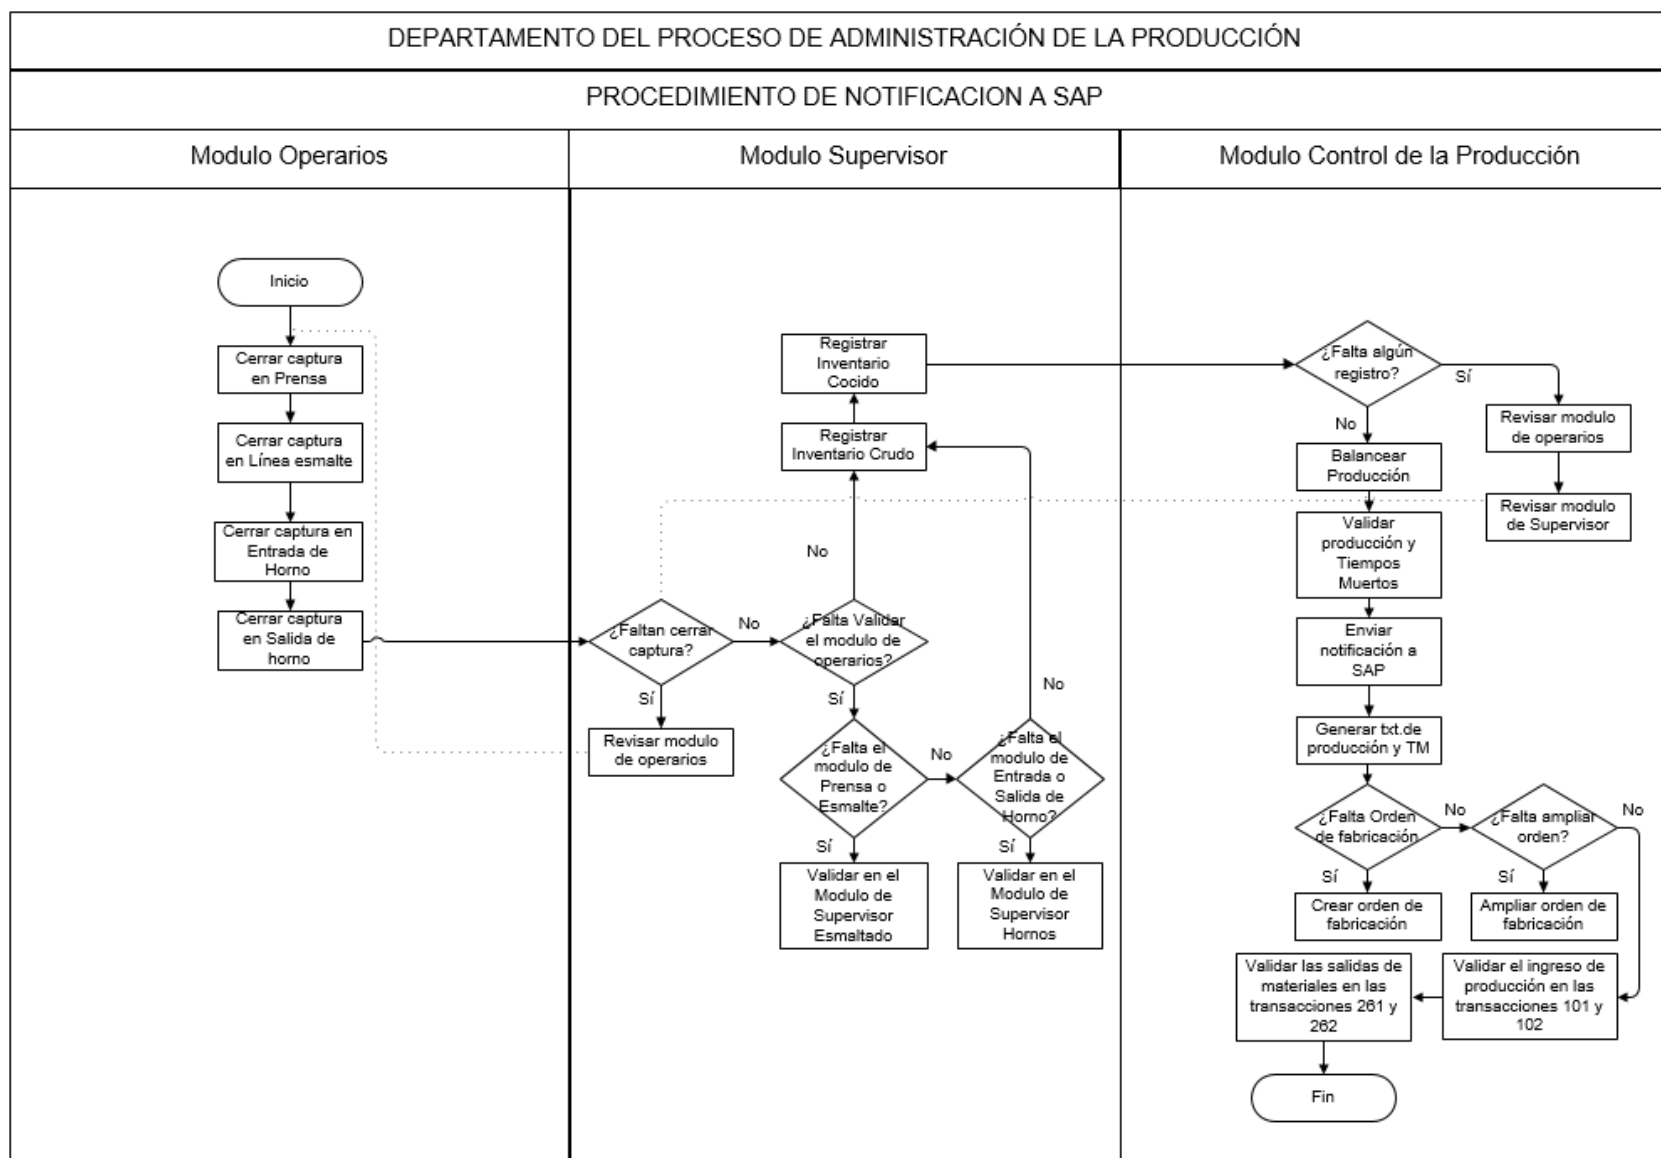 DEPARTAMENTO DEL PROCESO DE ADMINISTRACIÓN DE LA PRODUCCIÓN
PROCEDIMIENTO DE NOTIFICACION A SAP
Modulo Operarios
Modulo Supervisor
Modulo Control de la Producción
Inicio
Cerrar captura
en Prensa
Cerrar captura
en Línea esmalte
Cerrar captura en
Entrada de
Horno
Cerrar captura
en Salida de
horno
Registrar
Inventario
Cocido
Registrar
Inventario Crudo
No
¿Faltan cerrar
captura?
No
¿Falta Validar
el modulo de
operarios?
Sí
Revisar modulo
de operarios
Sí
¿Falta el
modulo de
Prensa o
Esmalte?
No
¿Falta el
modulo de
Entrada o
Salida de
Horno?
No
Sí
Validar en el
Modulo de
Supervisor
Esmaltado
Sí
Validar en el
Modulo de
Supervisor
Hornos
¿Falta algún
registro?
Sí
Revisar modulo
de operarios
Revisar modulo
de Supervisor
No
Balancear
Producción
Validar
producción y
Tiempos
Muertos
Enviar
notificación a
SAP
Generar txt.de
producción y TM
¿Falta Orden
de fabricación
No
¿Falta ampliar
orden?
No
Sí
Crear orden de
fabricación
Sí
Ampliar orden de
fabricación
Validar las salidas de
materiales en las
transacciones 261 y
262
Validar el ingreso de
producción en las
transacciones 101 y
102
Fin